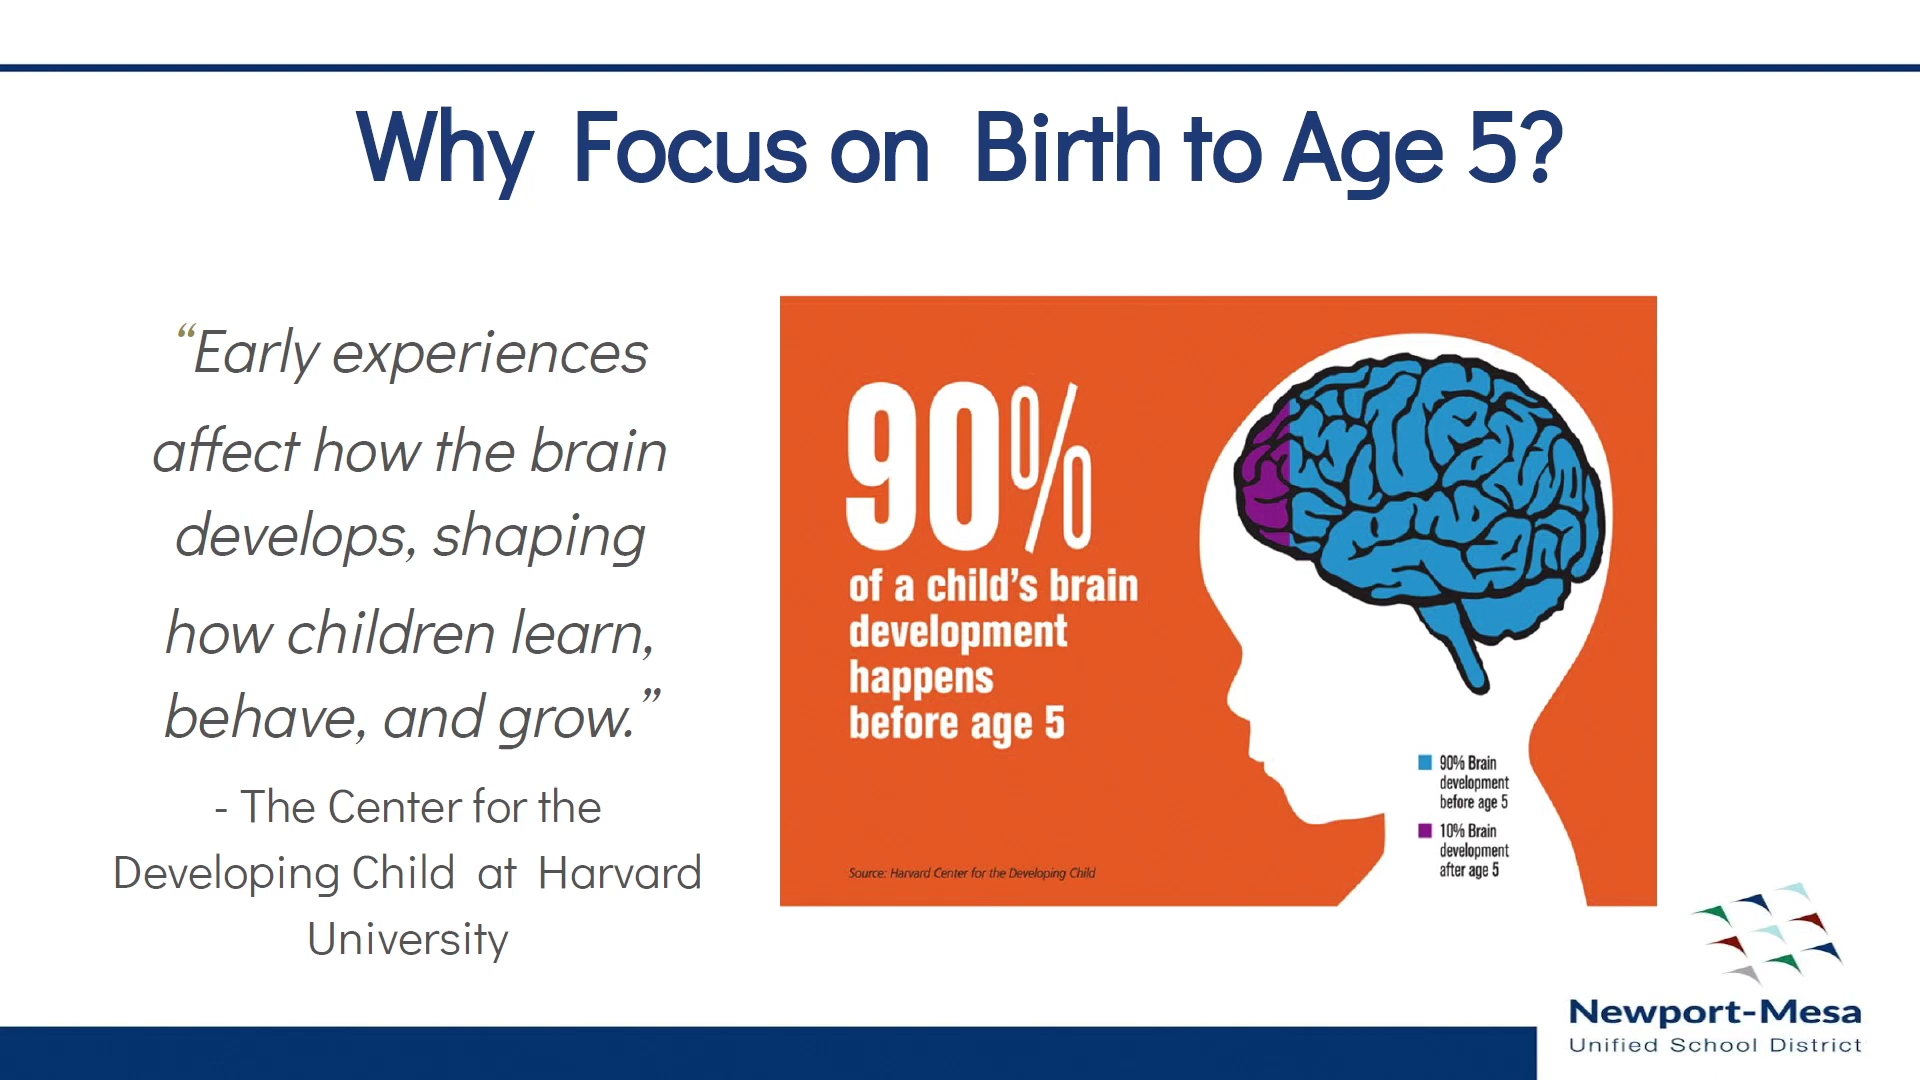 Why Focus on Birth to Age 5?
“Early experiences
affect how the brain
develops, shaping
how children learn,
behave, and grow.”
- The Center for the
Developing Child at Harvard
University
90%
of a child's brain
development
happens
before age 5
90% Brain
development
before age 5
10% Brain
development
after age 5
Source: Harvard Center for the Developing Child
Newport-Mesa
Unified School District